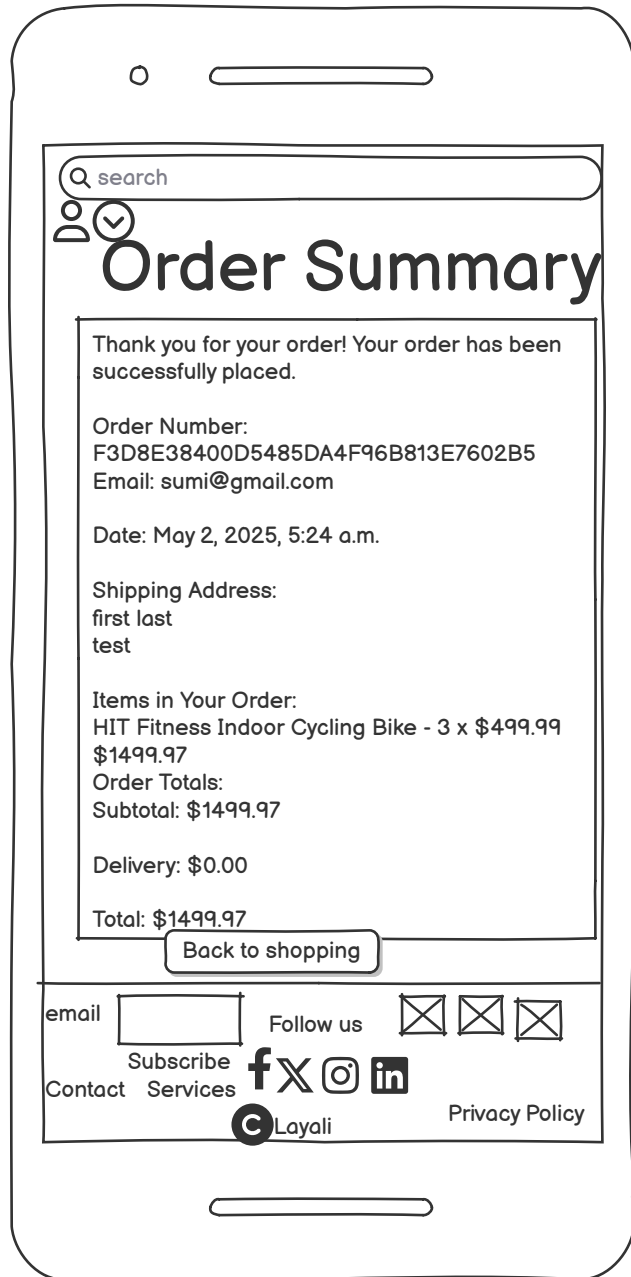 search
Order Summary
Thank you for your order! Your order has been
successfully placed.
Order Number:
F3D8E38400D5485DA4F96B813E7602B5
Email: sumi@gmail.com
Date: May 2, 2025, 5:24 a.m.
Shipping Address:
first last
test
Items in Your Order:
HIT Fitness Indoor Cycling Bike - 3 x $499.99
$1499.97
Order Totals:
Subtotal: $1499.97
Delivery: $0.00
Total: $1499.97
Back to shopping
email
Follow us
Subscribe
Contact Services
Privacy Policy
C Layali